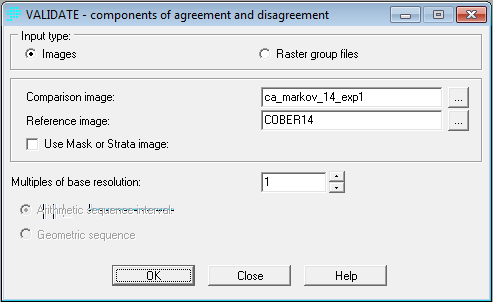 VALIDATE - components of agreement and disagreement
Input type:
Images
Raster group files
Comparison image:
ca_markov_14_exp1
...
Reference image:
COBER14
...
Use Mask or Strata image:
Multiples of base resolution:
1
Arithmetic sequence interval:
Geometric sequence
OK
Close
Help